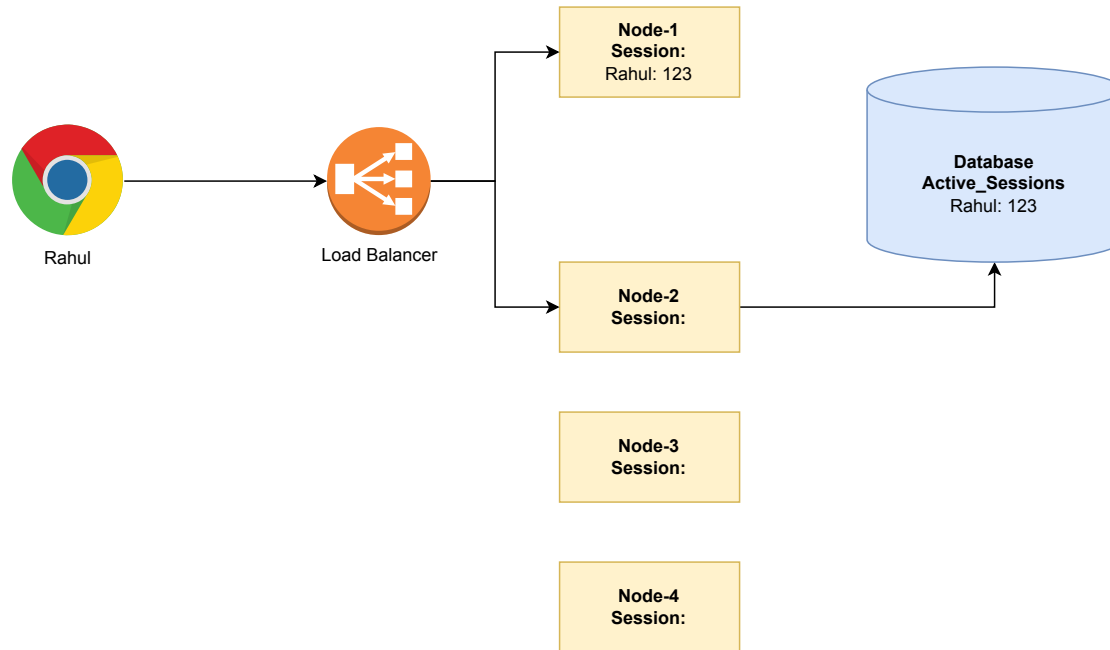 Node-1
Session:
Rahul: 123
Database
Active_Sessions
Rahul: 123
Rahul
Load Balancer
Node-2
Session:
Node-3
Session:
Node-4
Session: